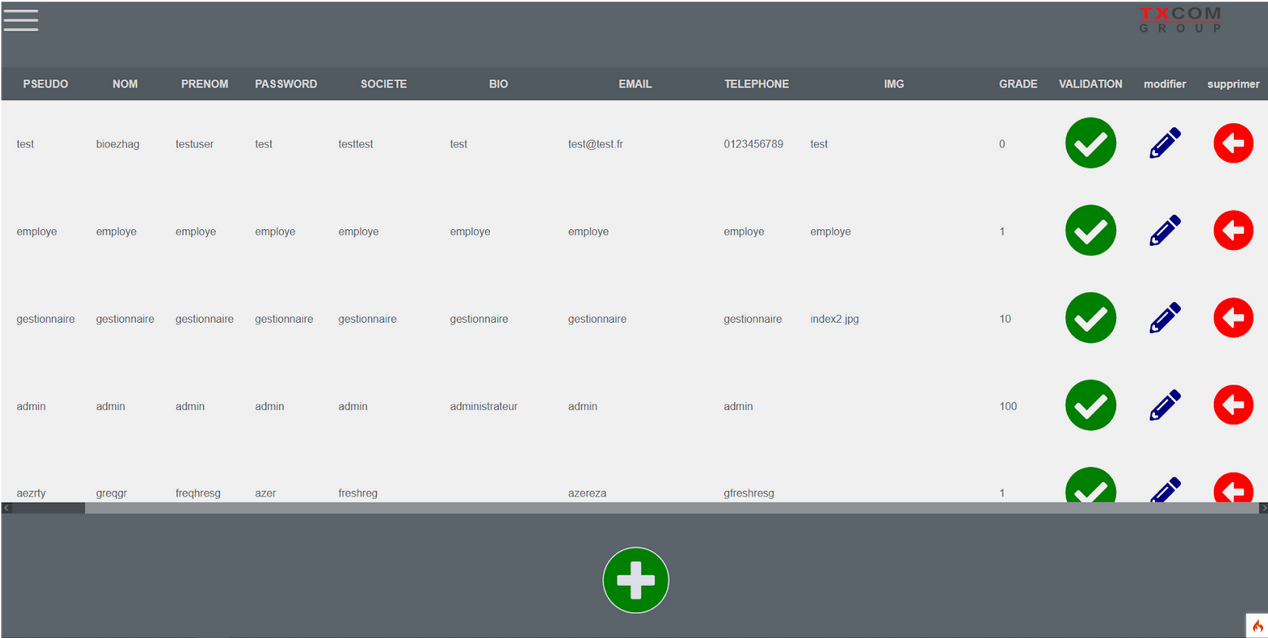 TXCOM
GROUP
PSEUDO NOM PRENOM PASSWORD SOCIETE BIO EMAIL TELEPHONE IMG GRADE VALIDATION modifier supprimer
test bioezhag testuser test testtest test test@test.fr 0123456789 test 0
employe employe employe employe employe employe employe employe employe 1
gestionnaire gestionnaire gestionnaire gestionnaire gestionnaire gestionnaire gestionnaire gestionnaire index2.jpg 10
admin admin admin admin admin administrateur admin admin 100
aezrty greqgr freqhresg azer freshreg azereza gfreshresg 1